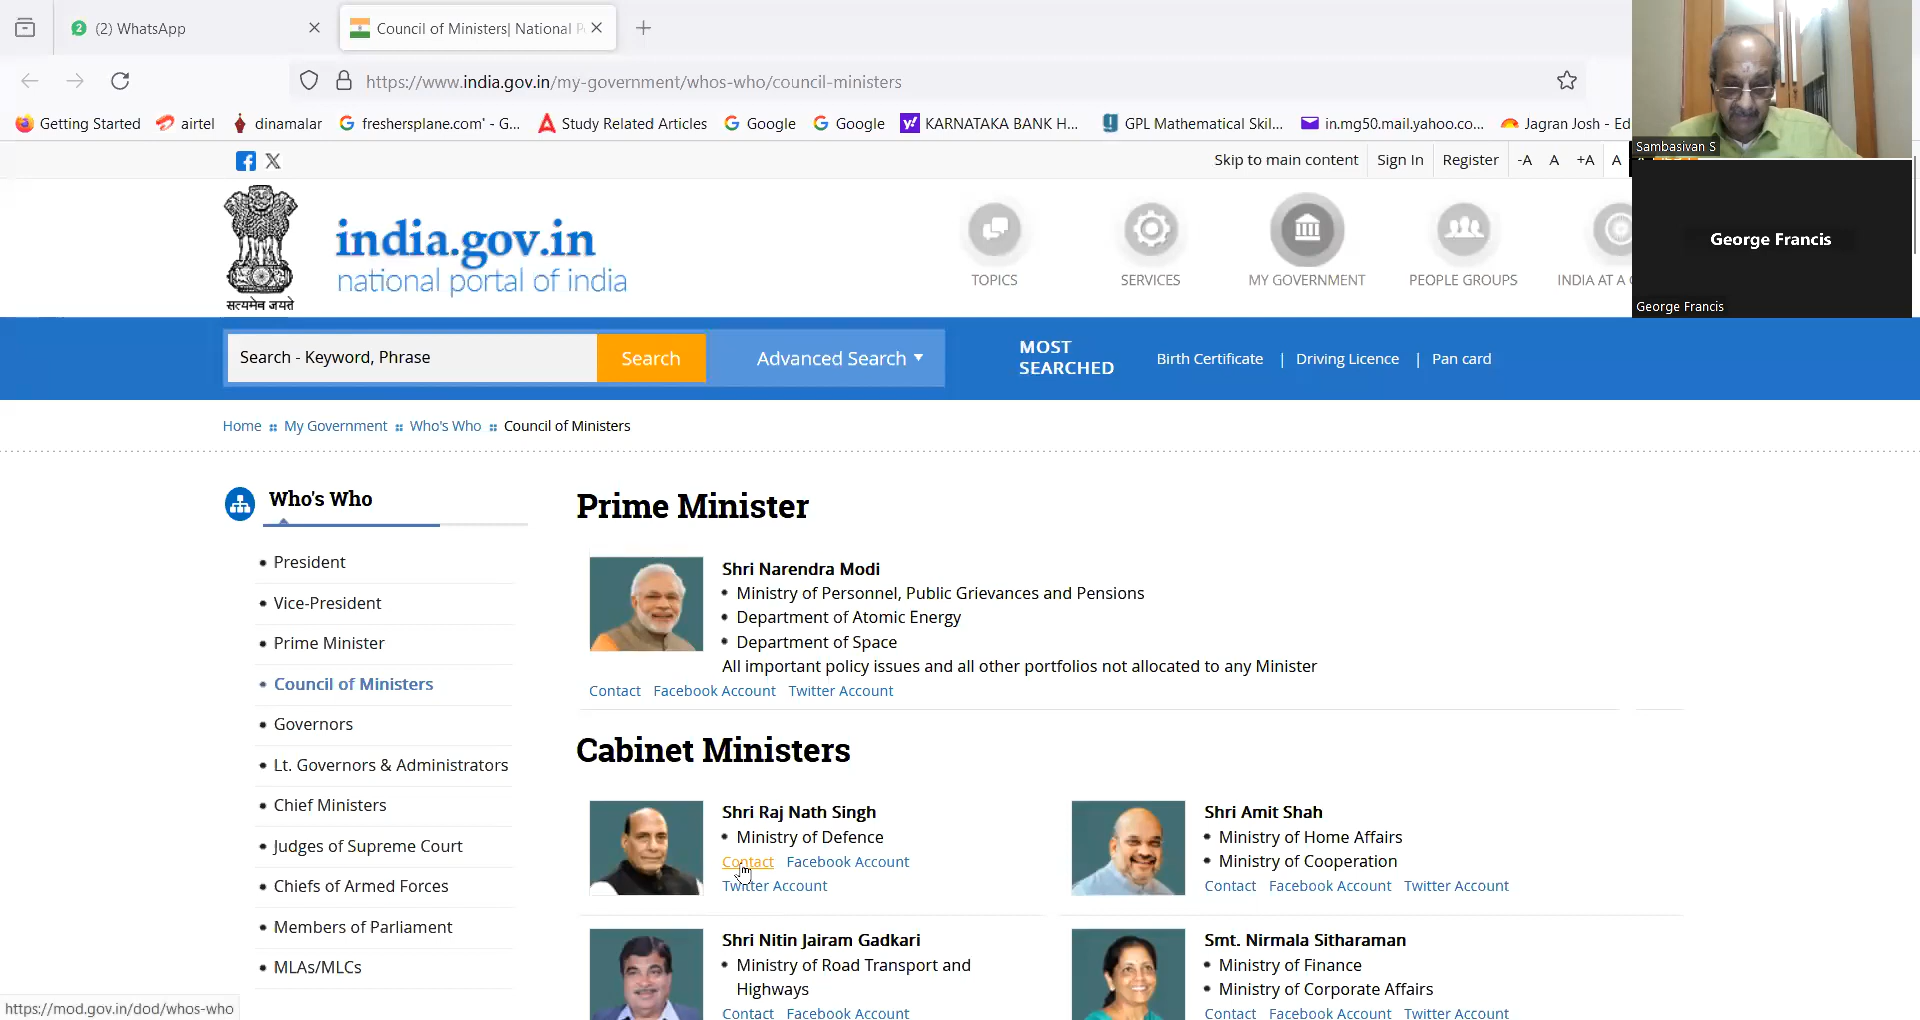 2 (2) WhatsApp
Council of Ministers| National P
https://www.india.gov.in/my-government/whos-who/council-ministers
Getting Started
airtel
dinamalar
freshersplane.com' - G...
Study Related Articles
Google
Google
KARNATAKA BANK H...
GPL Mathematical Skil...
in.mg50.mail.yahoo.co...
Jagran Josh - Ed
Sambasivan S
Skip to main content
Sign In
Register
-A
A
+A
A
सत्यमेव जयते
india.gov.in
national portal of india
TOPICS
SERVICES
MY GOVERNMENT
PEOPLE GROUPS
INDIA AT A
George Francis
George Francis
Search - Keyword, Phrase
Search
Advanced Search
MOST
SEARCHED
Birth Certificate | Driving Licence | Pan card
Home My Government Who's Who Council of Ministers
Who's Who
President
Vice-President
Prime Minister
Council of Ministers
Governors
Lt. Governors & Administrators
Chief Ministers
Judges of Supreme Court
Chiefs of Armed Forces
Members of Parliament
MLAs/MLCs
Prime Minister
Shri Narendra Modi
Ministry of Personnel, Public Grievances and Pensions
Department of Atomic Energy
Department of Space
All important policy issues and all other portfolios not allocated to any Minister
Contact Facebook Account Twitter Account
Cabinet Ministers
Shri Raj Nath Singh
Ministry of Defence
Contact Facebook Account
Twitter Account
Shri Amit Shah
Ministry of Home Affairs
Ministry of Cooperation
Contact Facebook Account Twitter Account
Shri Nitin Jairam Gadkari
Ministry of Road Transport and
Highways
Contact Facebook Account
Smt. Nirmala Sitharaman
Ministry of Finance
Ministry of Corporate Affairs
Contact Facebook Account Twitter Account
https://mod.gov.in/dod/whos-who